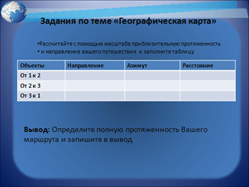 Задания по теме «Географическая карта»
•Рассчитайте с помощью масштаба приблизительную протяженность
• и направление вашего путешествия и заполните таблицу
Объекты Направление Азимут Расстояние
От 1 к 2
От 2 к 3
От 3 к 1
Вывод: Определите полную протяженность Вашего
маршрута и запишите в вывод